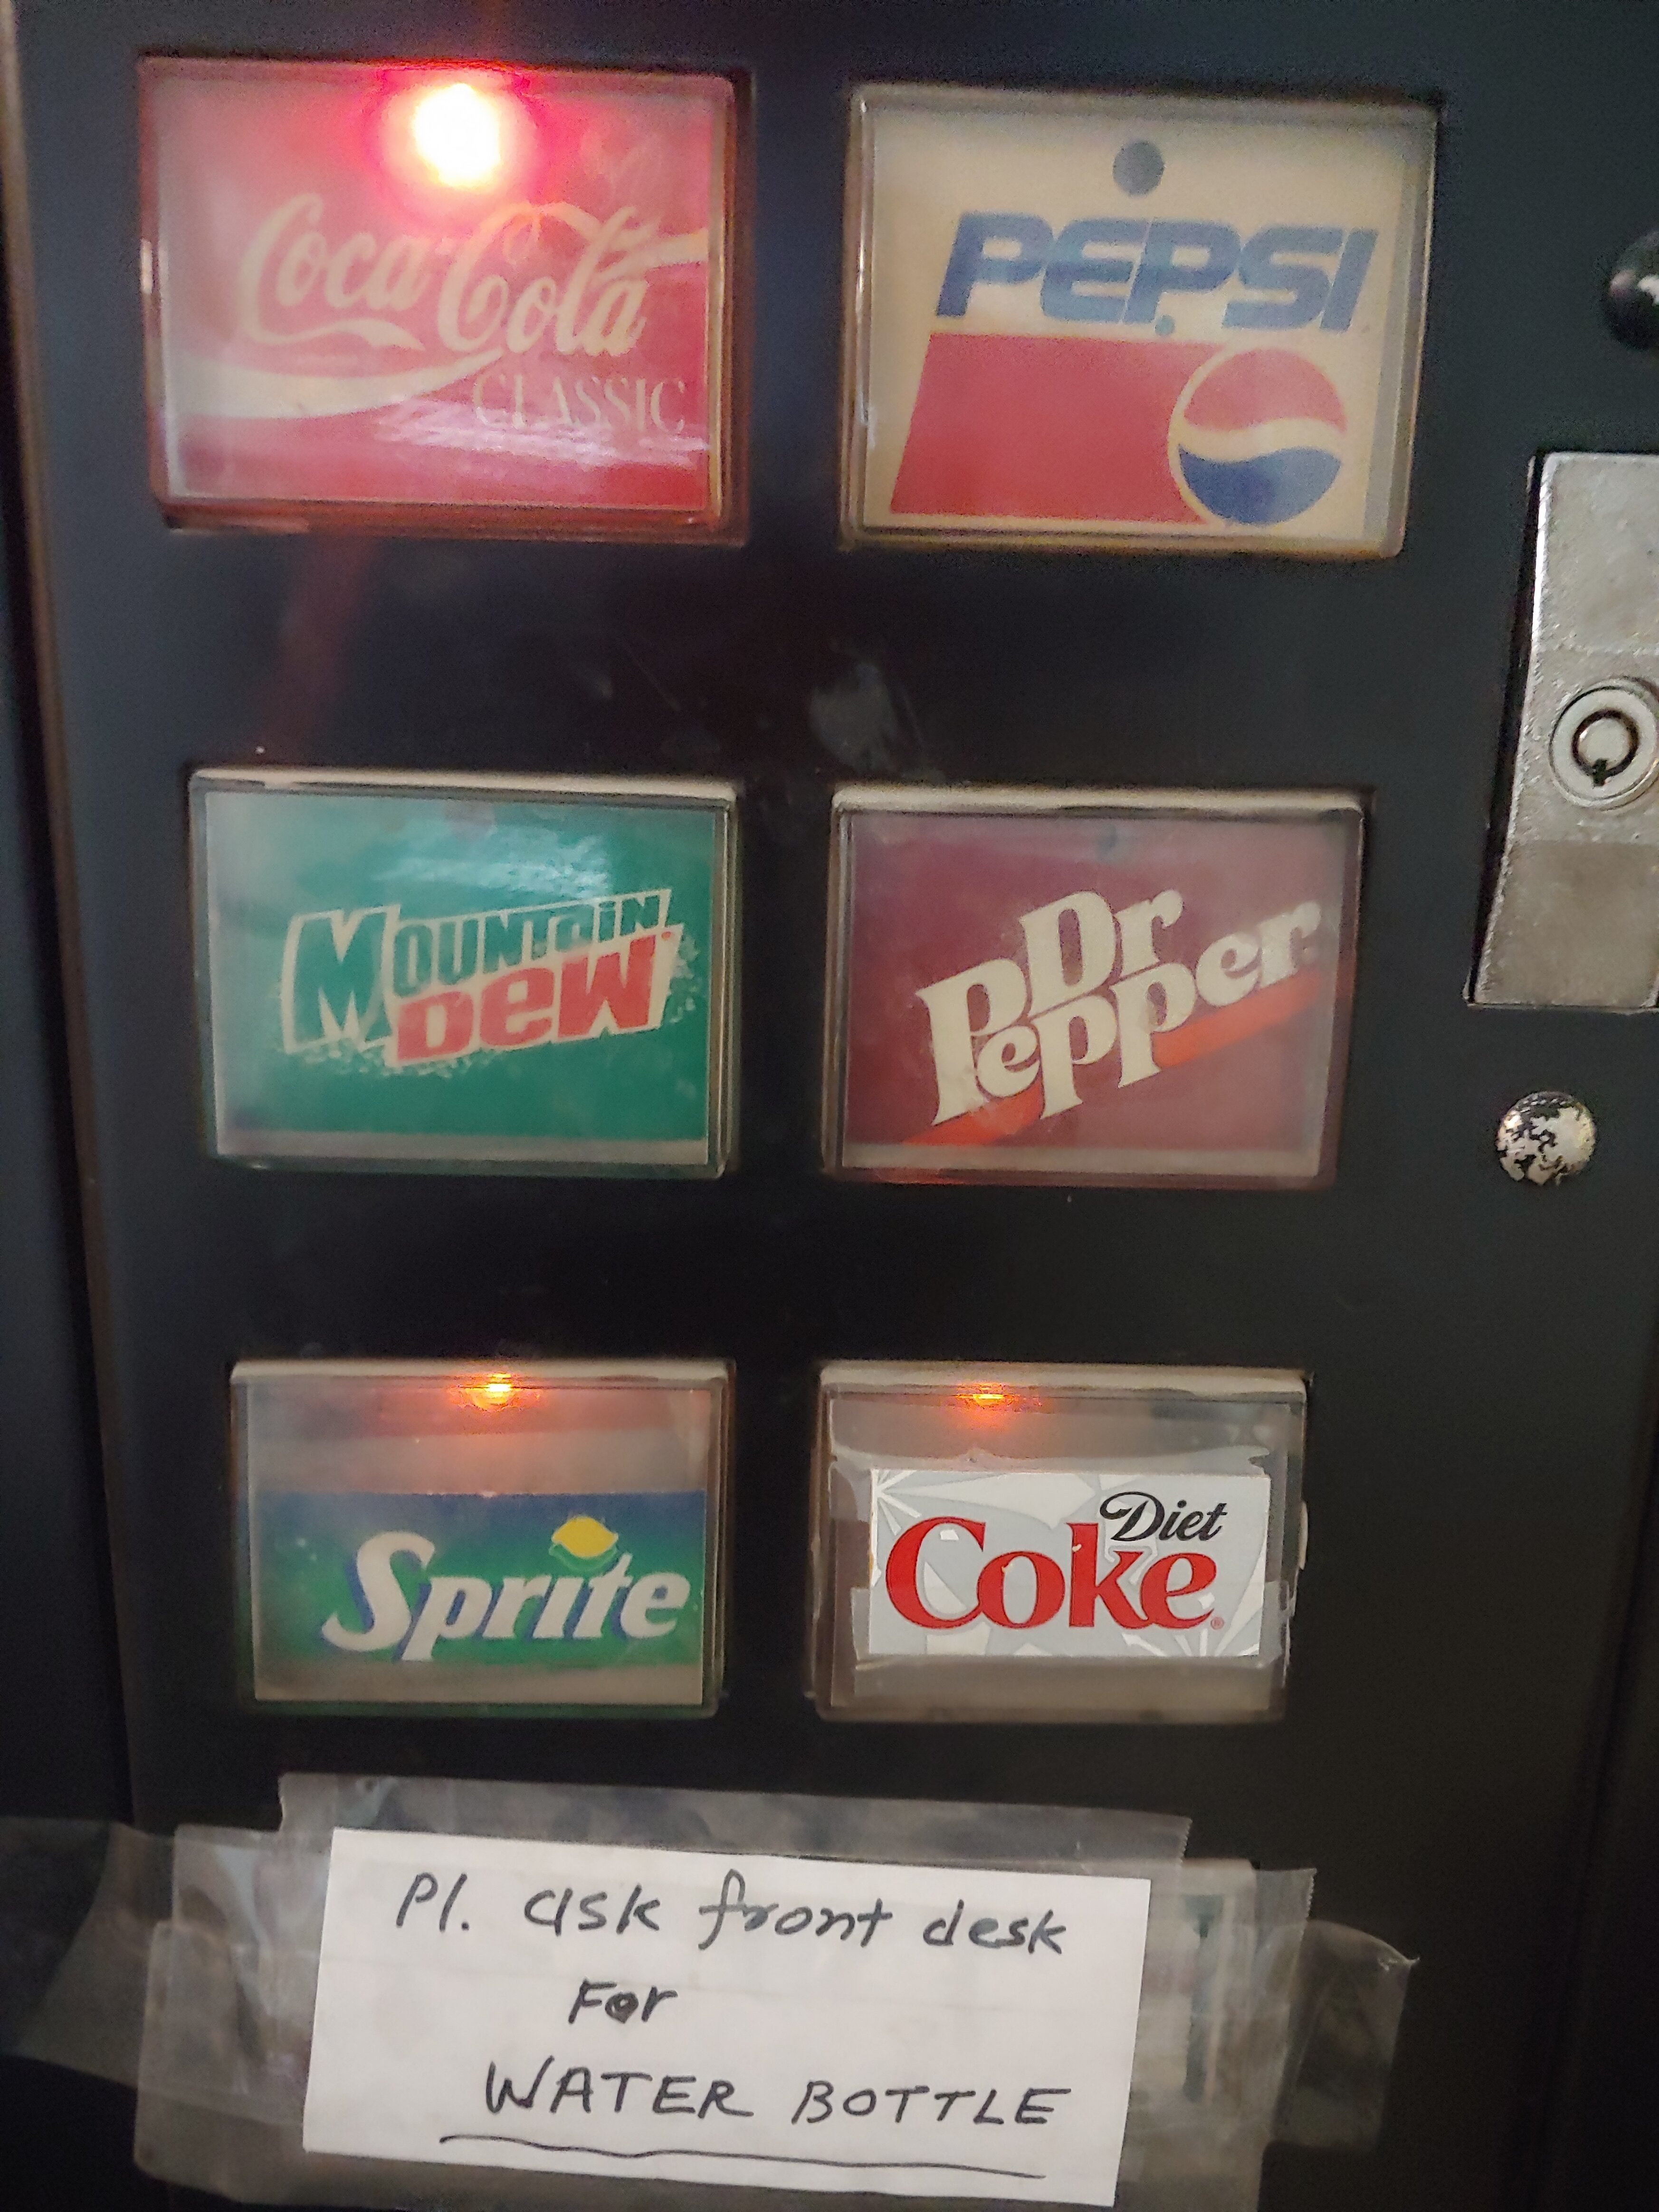 Coca-Cola
CLASSIC
PEPSI
MOUNTAIN
DEW
Dr
Pepper
Sprite
Diet
Coke®
Pl. ask front desk
For
WATER BOTTLE